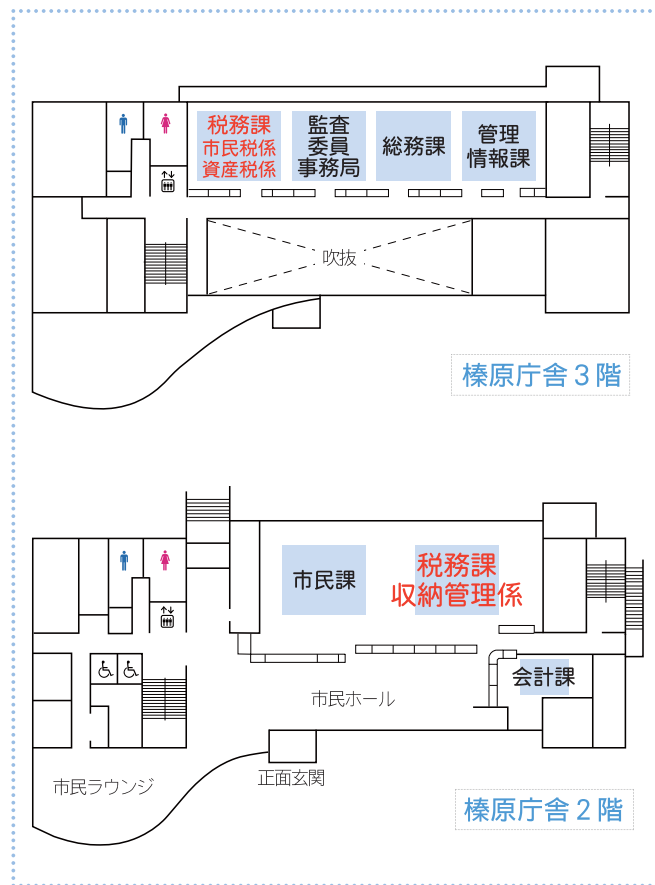 税務課
市民税係
資産税係
監査
委員
事務局
総務課
管理
情報課
吹抜
榛原庁舎3階
市民課
税務課
収納管理係
会計課
市民ホール
正面玄関
市民ラウンジ
榛原庁舎2階